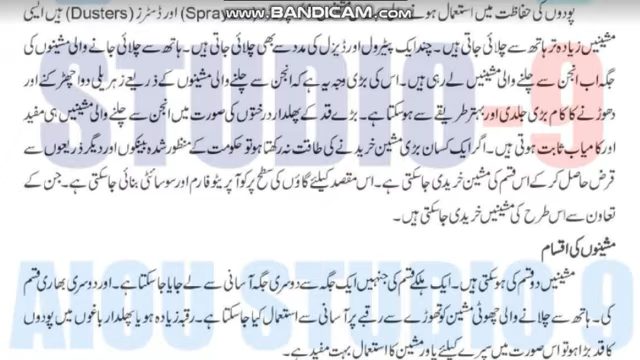 www.BANDICAM.com
پودوں کی حفاظت میں استعمال ہونے (Spray اور ڈسٹرز (Dusters) ہیں ایسی
مشینیں زیادہ تر ہاتھ سے چلائی جاتی ہیں۔ چند ایک پیٹرول اور ڈیزل کی مدد سے بھی چلائی جاتی ہیں۔ ہاتھ سے چلائے جانے والی مشینوں کی
جگہ اب انجن سے چلنے والی مشینیں لے رہی ہیں۔ اس کی بڑی وجہ یہ ہے کہ انجن سے چلنے والی مشینوں کے ذریعے زہریلی دوا چھڑکنے اور
دھوڑنے کا کام بڑی جلدی اور بہتر طریقے سے ہو سکتا ہے۔ بڑے قد کے پھلدار درختوں کی صورت میں انجن سے چلنے والی مشینیں ہی مفید
اور کامیاب ثابت ہوتی ہیں۔ اگر ایک کسان بڑی مشین خریدنے کی طاقت نہ رکھتا ہو تو حکومت کے منظور شدہ بینکوں اور دیگر ذریعوں سے
قرض حاصل کر کے اس قسم کی مشین خریدی جا سکتی ہے۔ اس مقصد کیلئے گاؤں کی سطح پر کوآپریٹو فارم اور سوسائٹی بنائی جا سکتی ہے۔ جن کے
تعاون سے اس طرح کی مشینیں خریدی جا سکتی ہیں۔
مشینوں کی اقسام
مشینیں دو قسم کی ہو سکتی ہیں۔ ایک ہلکے قسم کی جنہیں ایک جگہ سے دوسری جگہ آسانی سے لے جایا جا سکتا ہے۔ اور دوسری بھاری قسم
کی۔ ہاتھ سے چلانے والی چھوٹی مشین کو تھوڑے سے رقبے پر آسانی سے استعمال کیا جا سکتا ہے۔ رقبہ زیادہ ہو یا پھلدار باغوں میں پودوں
کا قد بڑا ہو تو اس صورت میں سپرے کیلئے پاور مشین کا استعمال بہت مفید ہے۔
STUDIO-9
AIOU STUDIO-9